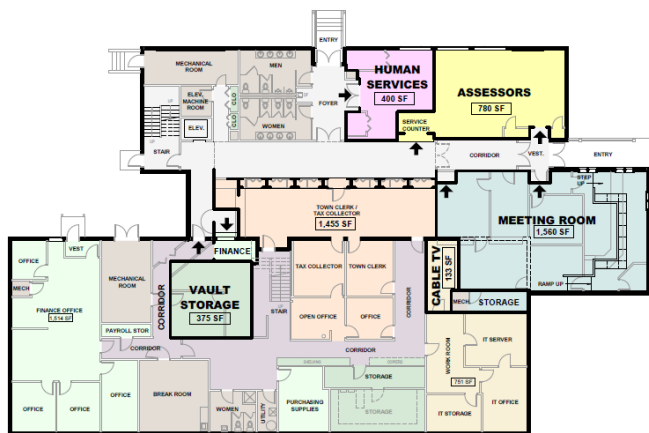 ENTRY
MECHANICAL
ROOM
MEN
HUMAN
SERVICES
400 SF
ASSESSORS
780 SF
ELEV.
MACHINE
ROOM
CLO
CLO
FOYER
WOMEN
SERVICE
COUNTER
UP
ELEV.
STAIR
CORRIDOR
VEST.
ENTRY
STEP
UP
TOWN CLERK /
TAX COLLECTOR
1,455 SF
MEETING ROOM
1,560 SF
RAMP UP
VEST
OFFICE
MECH
MECHANICAL
ROOM
CORRIDOR
FINANCE
VAULT
STORAGE
375 SF
UP
STAIR
TAX COLLECTOR
TOWN CLERK
CORRIDOR
CABLE TV
133 SF
MECH.
STORAGE
FINANCE OFFICE
1,514 SF
PAYROLL STOR
OPEN OFFICE
OFFICE
CORRIDOR
CORRIDOR
WORK ROOM
751 SF
IT SERVER
STORAGE
BREAK ROOM
WOMEN
UTILITY
PURCHASING
SUPPLIES
STORAGE
IT STORAGE
IT OFFICE
OFFICE
OFFICE
OFFICE